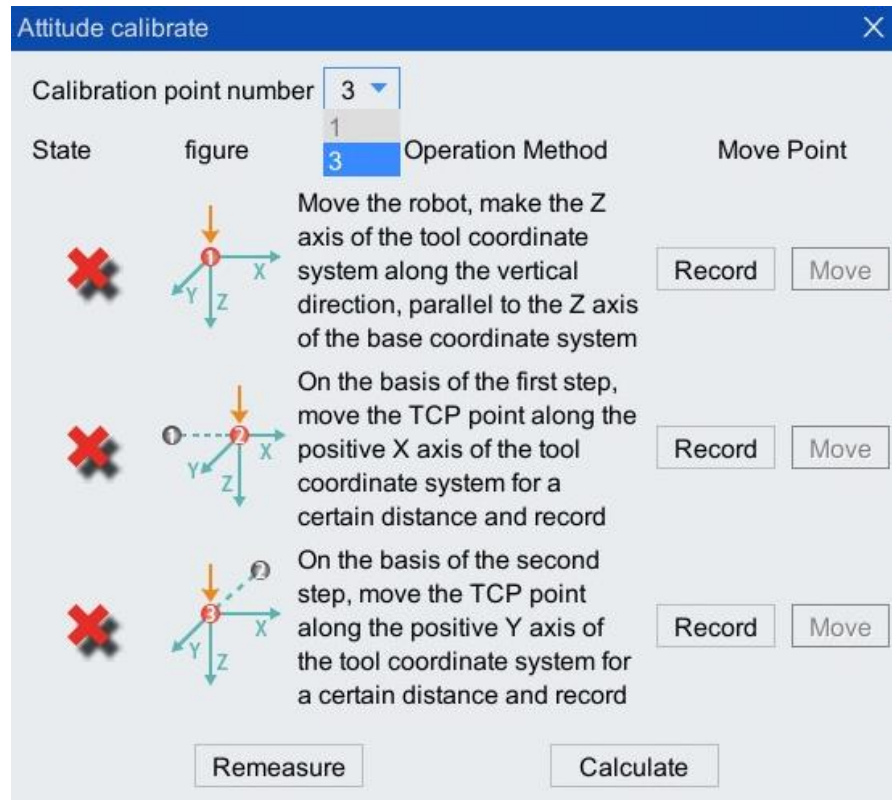 Attitude calibrate X
Calibration point number 3
1
3
State figure Operation Method Move Point
Move the robot, make the Z
axis of the tool coordinate
system along the vertical
direction, parallel to the Z axis
of the base coordinate system
1 X Y Z
Record Move
On the basis of the first step,
move the TCP point along the
positive X axis of the tool
coordinate system for a
certain distance and record
1 2 X Y Z
Record Move
On the basis of the second
step, move the TCP point
along the positive Y axis of
the tool coordinate system for
a certain distance and record
2 3 X Y Z
Record Move
Remeasure Calculate